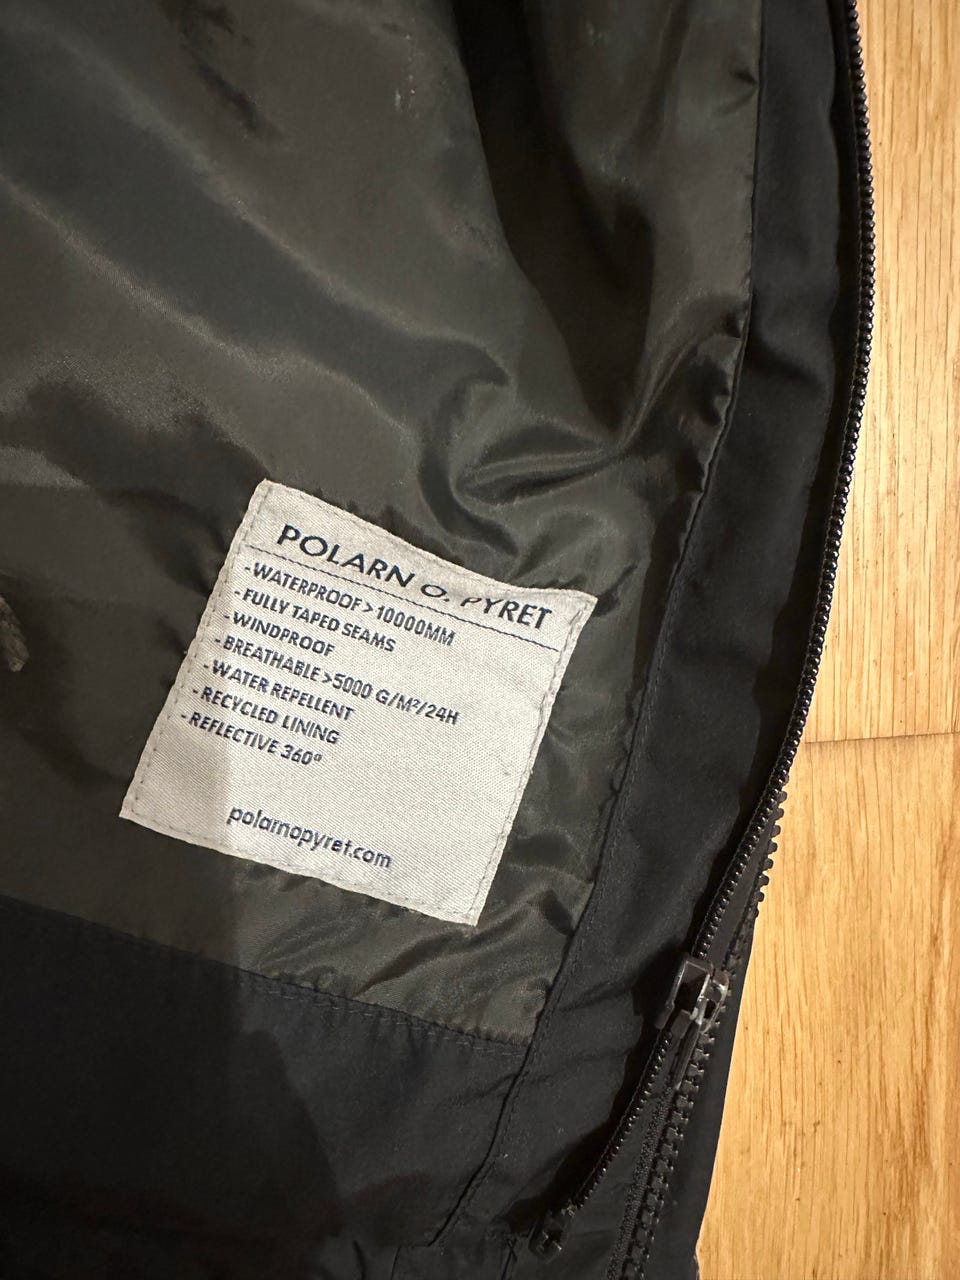 POLARN O. PYRET
-WATERPROOF>10000MM
-FULLY TAPED SEAMS
-WINDPROOF
-BREATHABLE>5000 G/M²/24H
-WATER REPELLENT
-RECYCLED LINING
-REFLECTIVE 360°
polarnopyret.com